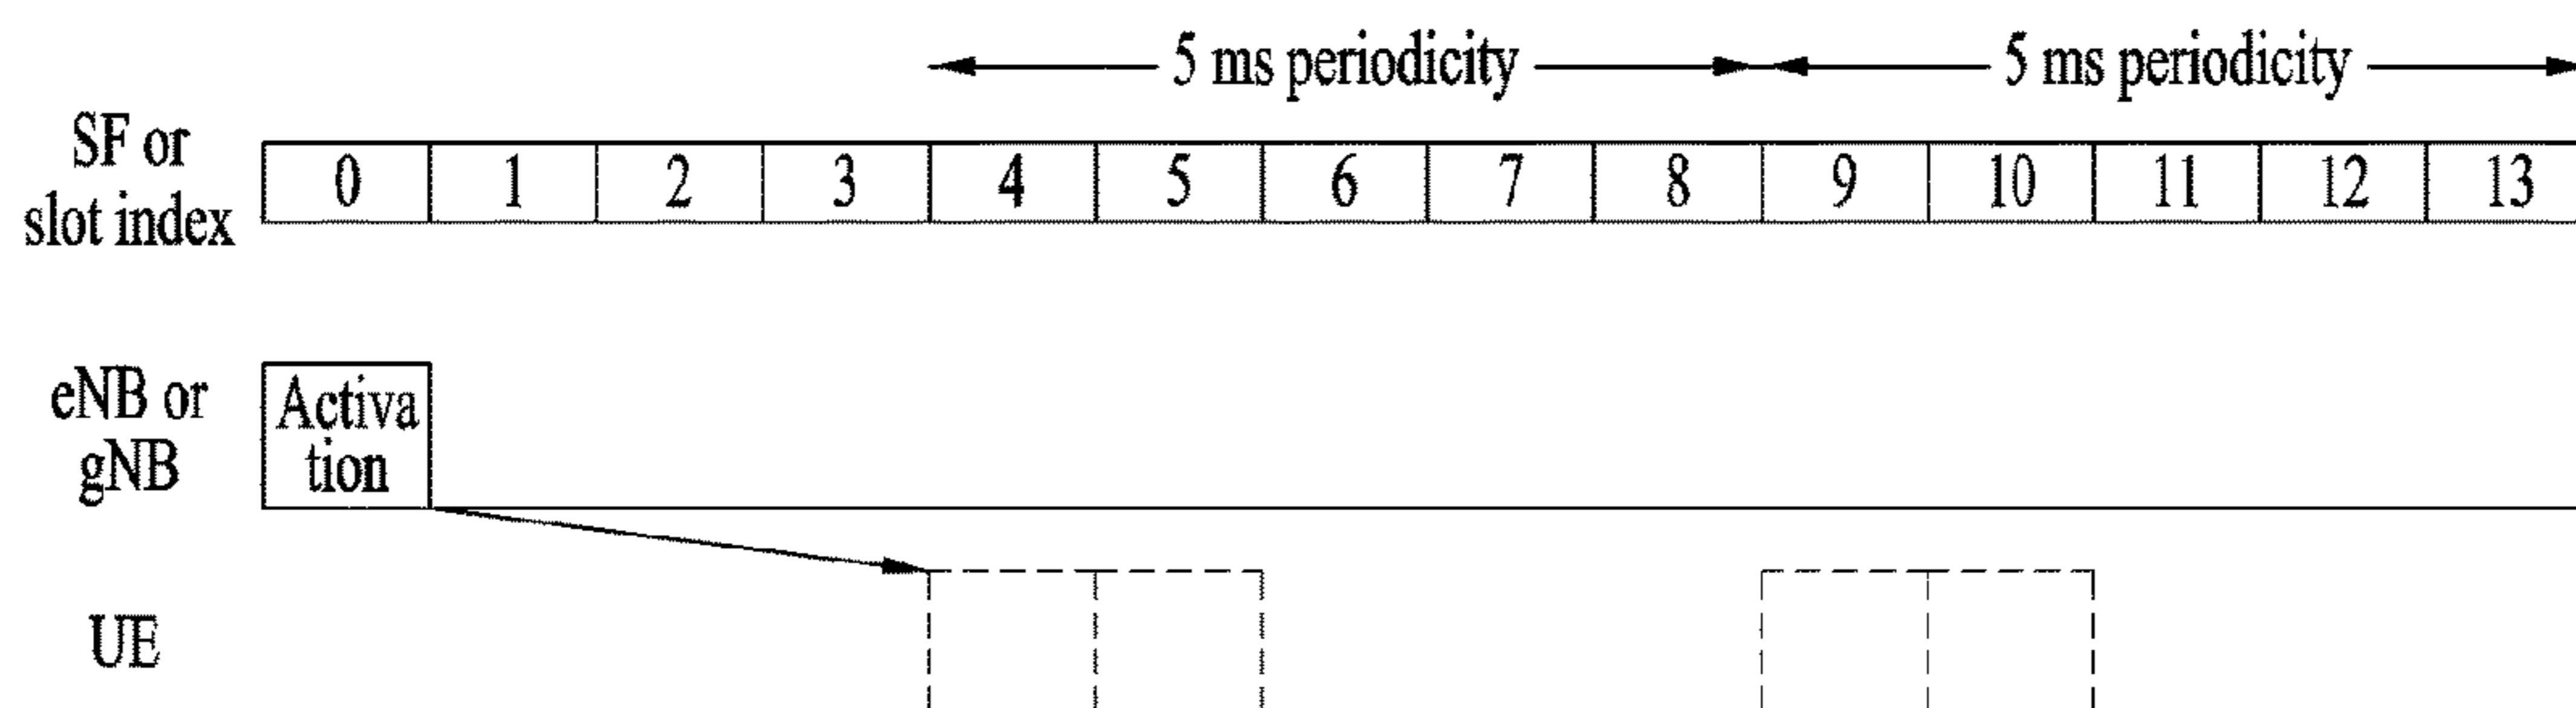 5 ms periodicity 5 ms periodicity
SF or
slot index
0 1 2 3 4 5 6 7 8 9 10 11 12 13
eNB or
gNB
Activa
tion
UE